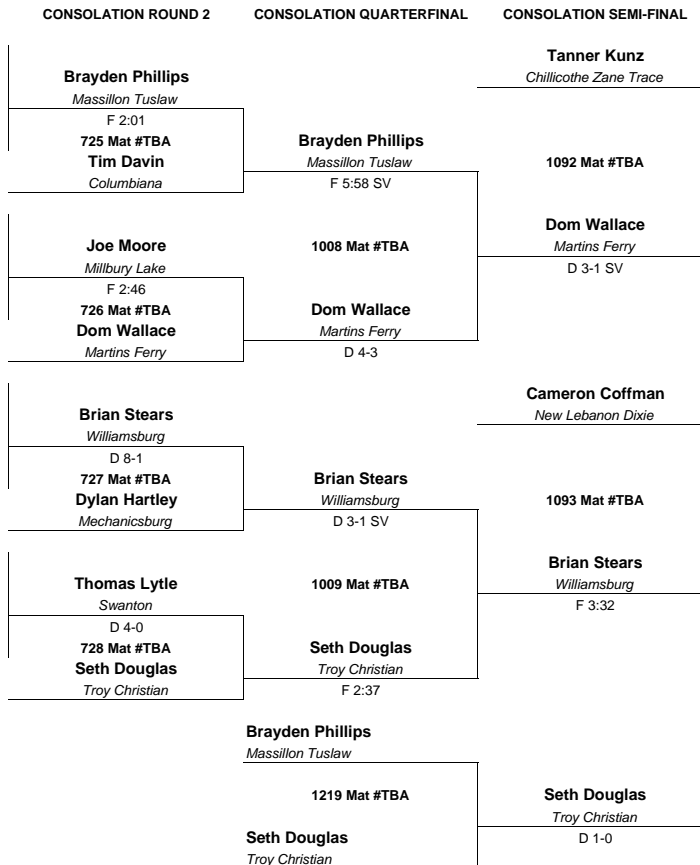 CONSOLATION ROUND 2
CONSOLATION QUARTERFINAL
CONSOLATION SEMI-FINAL
Brayden Phillips
Massillon Tuslaw
F 2:01
725 Mat #TBA
Tim Davin
Columbiana
Joe Moore
Millbury Lake
F 2:46
726 Mat #TBA
Dom Wallace
Martins Ferry
Brian Stears
Williamsburg
D 8-1
727 Mat #TBA
Dylan Hartley
Mechanicsburg
Thomas Lytle
Swanton
D 4-0
728 Mat #TBA
Seth Douglas
Troy Christian
Brayden Phillips
Massillon Tuslaw
F 5:58 SV
1008 Mat #TBA
Dom Wallace
Martins Ferry
D 4-3
Brian Stears
Williamsburg
D 3-1 SV
1009 Mat #TBA
Seth Douglas
Troy Christian
F 2:37
Tanner Kunz
Chillicothe Zane Trace
1092 Mat #TBA
Dom Wallace
Martins Ferry
D 3-1 SV
Cameron Coffman
New Lebanon Dixie
1093 Mat #TBA
Brian Stears
Williamsburg
F 3:32
Brayden Phillips
Massillon Tuslaw
1219 Mat #TBA
Seth Douglas
Troy Christian
Seth Douglas
Troy Christian
D 1-0